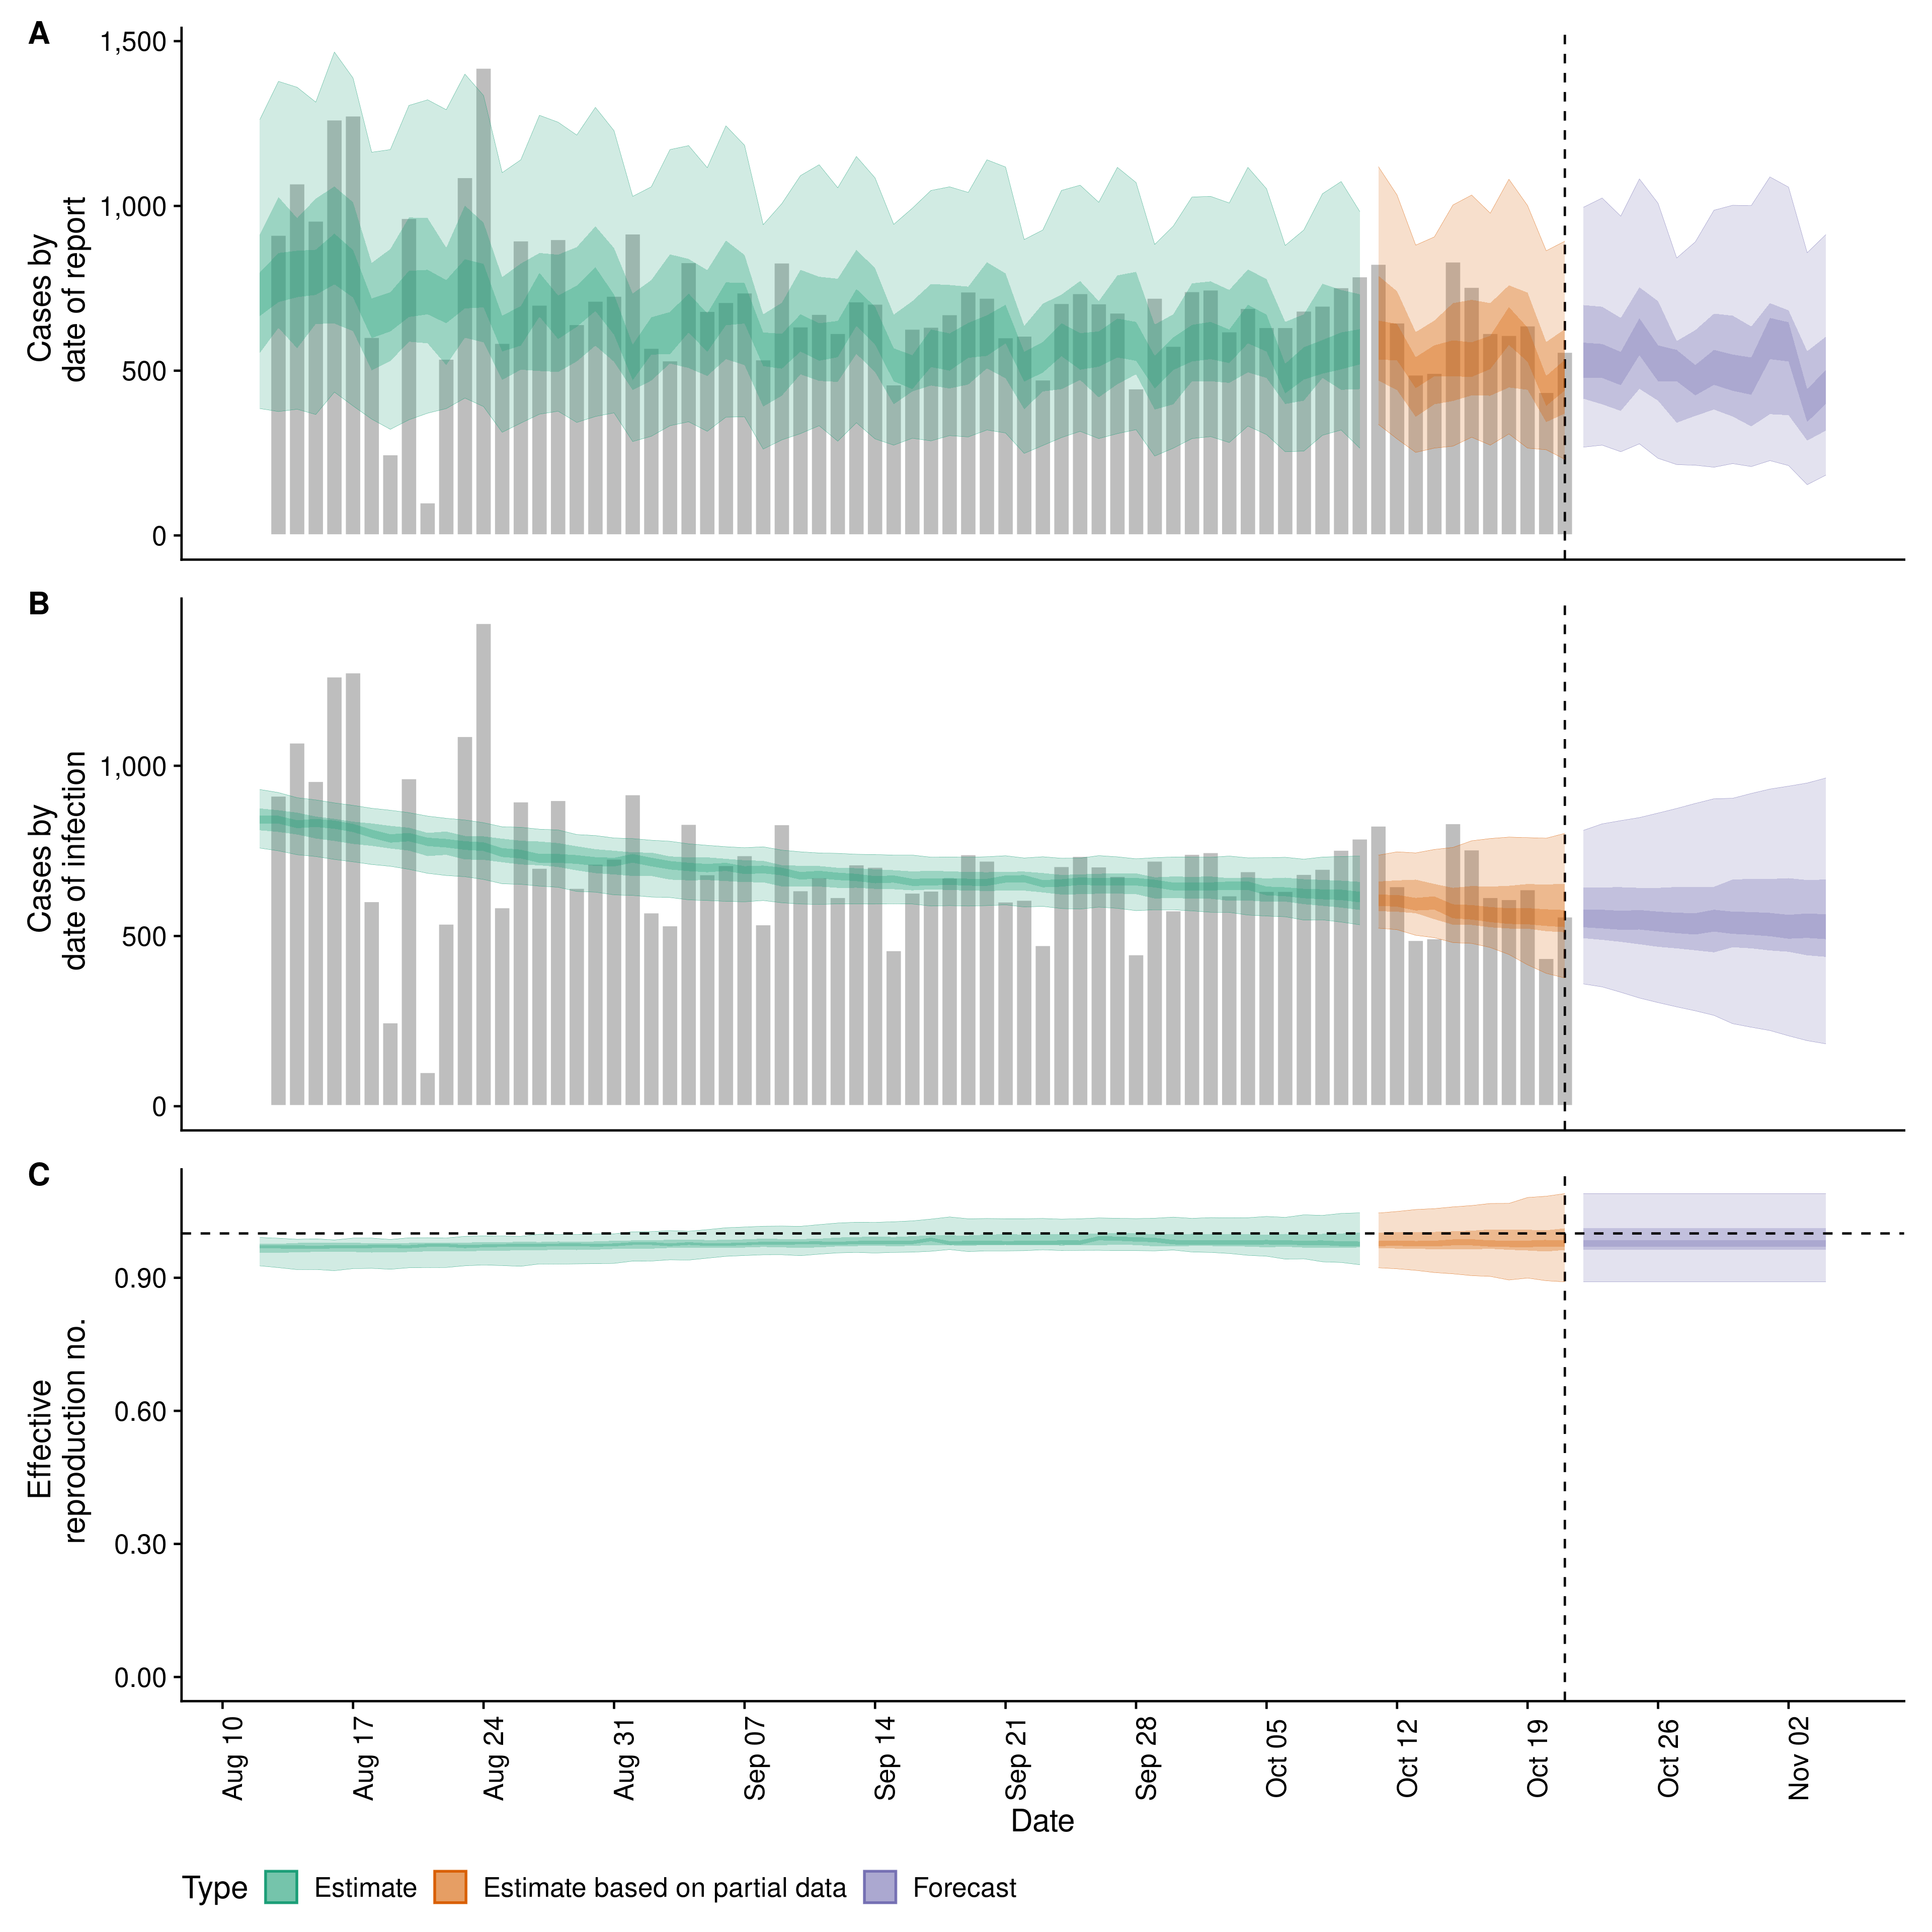 A
1,500
1,000
500
0
Cases by
date of report
B
1,000
500
0
Cases by
date of infection
C
0.90
0.60
0.30
0.00
Effective
reproduction no.
Aug 10
Aug 17
Aug 24
Aug 31
Sep 07
Sep 14
Sep 21
Sep 28
Oct 05
Oct 12
Oct 19
Oct 26
Nov 02
Date
Type Estimate Estimate based on partial data Forecast